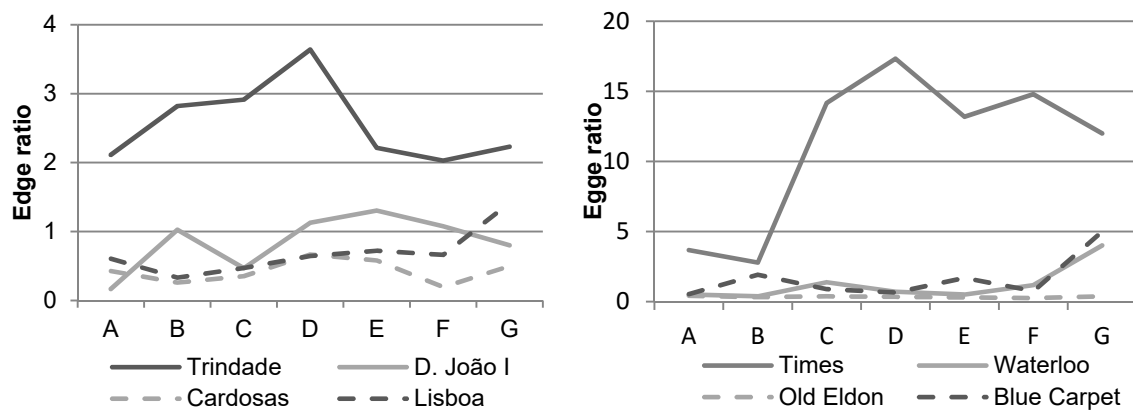 Edge ratio
4
3
2
1
0
A B C D E F G
Trindade D. João I
Cardosas Lisboa
Egge ratio
20
15
10
5
0
A B C D E F G
Times Waterloo
Old Eldon Blue Carpet